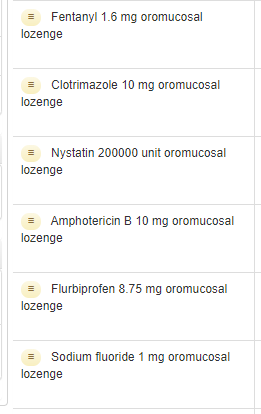 Fentanyl 1.6 mg oromucosal
lozenge
Clotrimazole 10 mg oromucosal
lozenge
Nystatin 200000 unit oromucosal
lozenge
Amphotericin B 10 mg oromucosal
lozenge
Flurbiprofen 8.75 mg oromucosal
lozenge
Sodium fluoride 1 mg oromucosal
lozenge